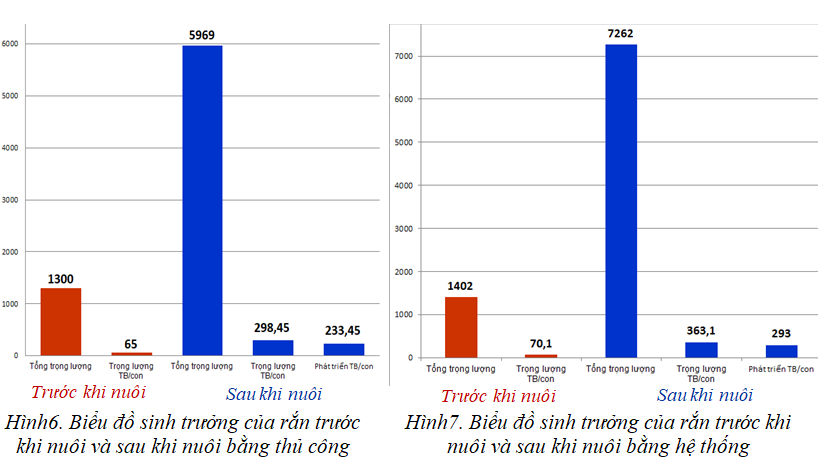 6000
5000
4000
3000
2000
1000
0
1300
65
5969
298,45
233,45
Tổng trọng lượng
Trọng lượng
TB/con
Tổng trọng lượng
Trọng lượng
TB/con
Phát triển TB/con
Trước khi nuôi
Sau khi nuôi
Hình6. Biểu đồ sinh trưởng của rắn trước
khi nuôi và sau khi nuôi bằng thủ công
7000
6000
5000
4000
3000
2000
1000
0
1402
70,1
7262
363,1
293
Tổng trọng lượng
Trọng lượng
TB/con
Tổng trọng lượng
Trọng lượng
TB/con
Phát triển TB/con
Trước khi nuôi
Sau khi nuôi
Hình7. Biểu đồ sinh trưởng của rắn trước khi
nuôi và sau khi nuôi bằng hệ thống